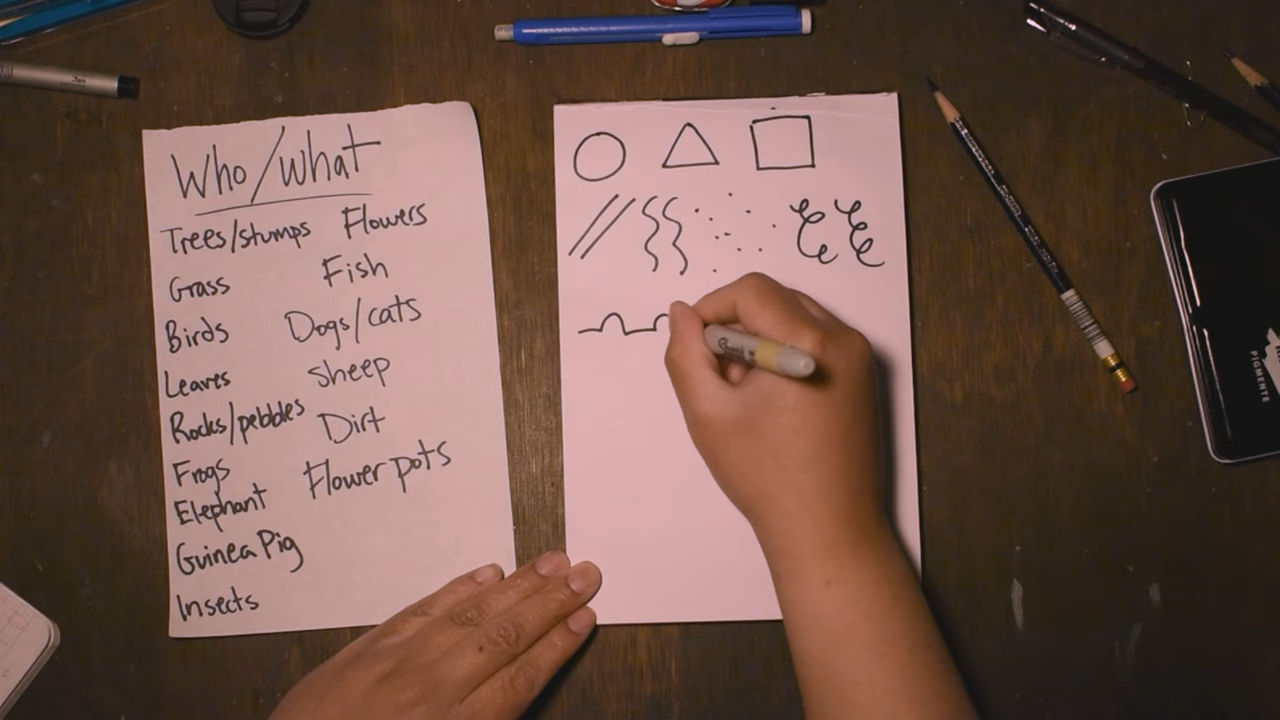 Who/what
Trees/stumps Flowers
Grass Fish
Birds Dogs/cats
Leaves sheep
Rocks/pebbles Dirt
Frogs Flower pots
Elephant
Guinea Pig
Insects
PIGMENTE